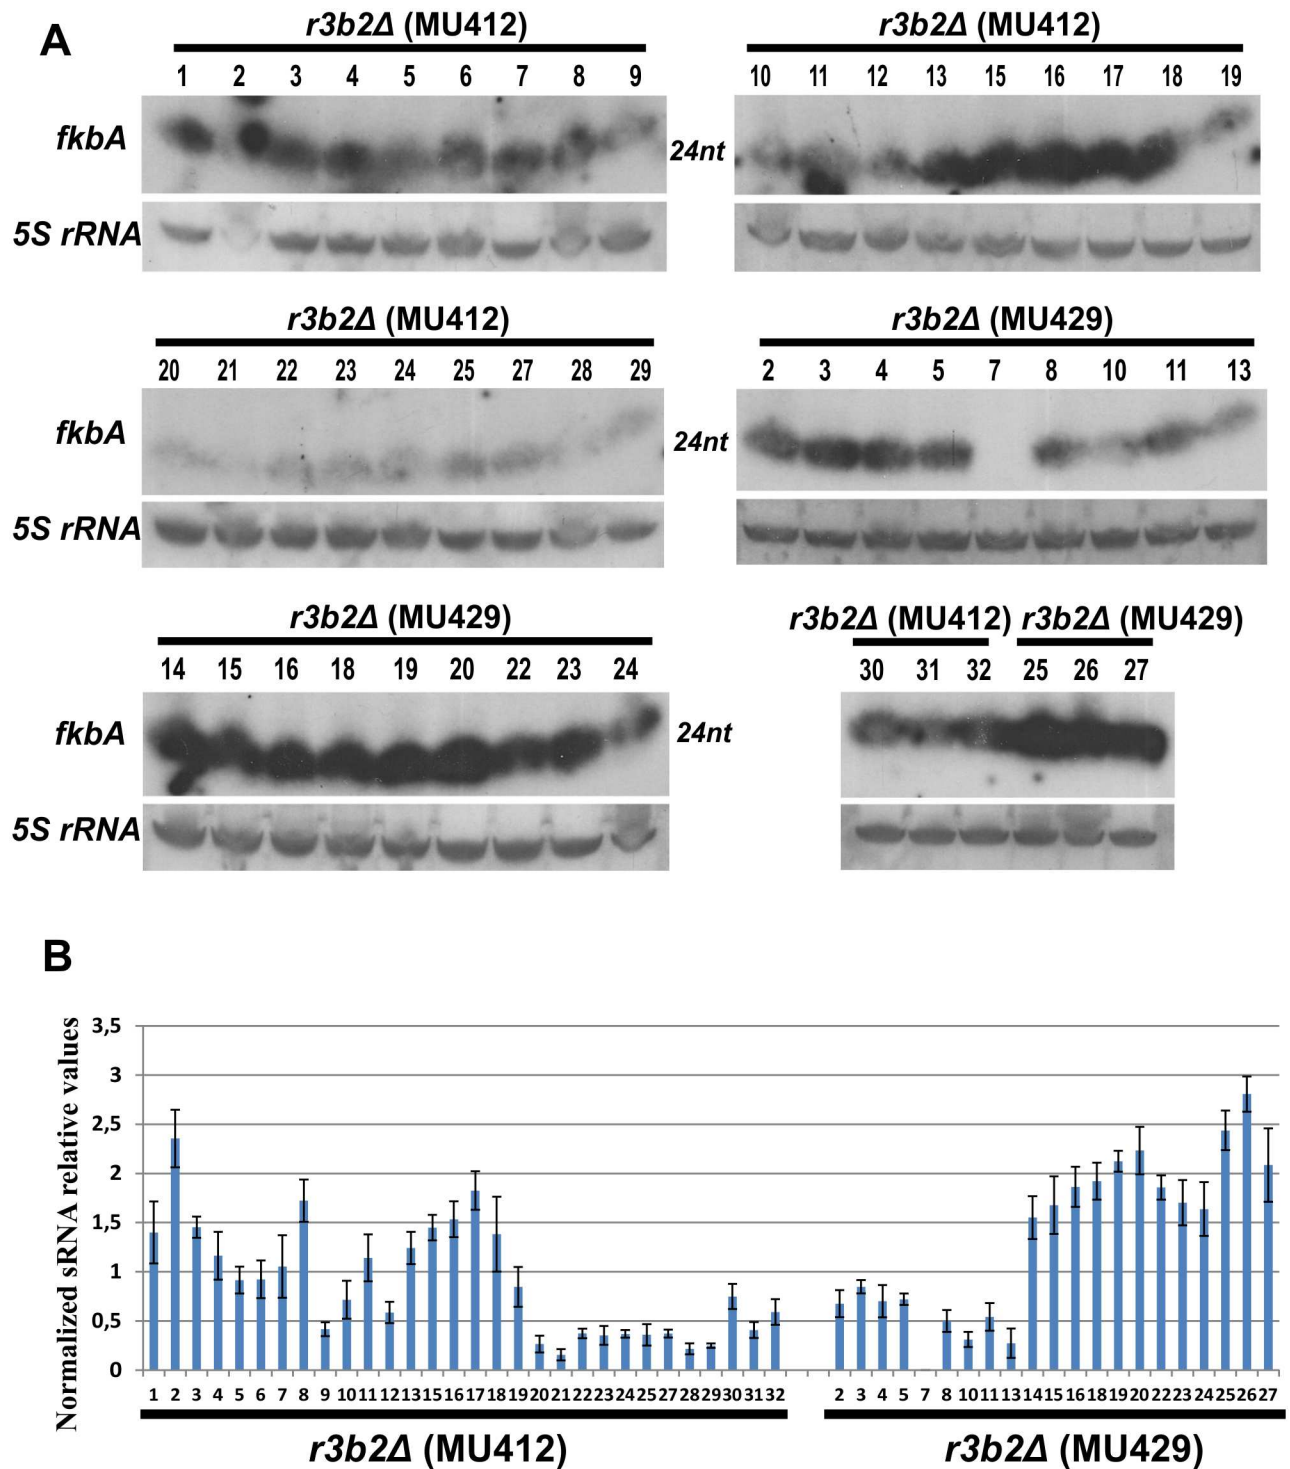 A
r3b2Δ (MU412)
1 2 3 4 5 6 7 8 9
fkbA
5S rRNA
24nt
r3b2Δ (MU412)
10 11 12 13 15 16 17 18 19
r3b2Δ (MU412)
20 21 22 23 24 25 27 28 29
fkbA
5S rRNA
24nt
r3b2Δ (MU429)
2 3 4 5 7 8 10 11 13
r3b2Δ (MU429)
14 15 16 18 19 20 22 23 24
fkbA
5S rRNA
24nt
r3b2Δ (MU412) r3b2Δ (MU429)
30 31 32 25 26 27
B
Normalized sRNA relative values
3,5
3
2,5
2
1,5
1
0,5
0
1 2 3 4 5 6 7 8 9 10 11 12 13 15 16 17 18 19 20 21 22 23 24 25 27 28 29 30 31 32
2 3 4 5 7 8 10 11 13 14 15 16 18 19 20 22 23 24 25 26 27
r3b2Δ (MU412)
r3b2Δ (MU429)